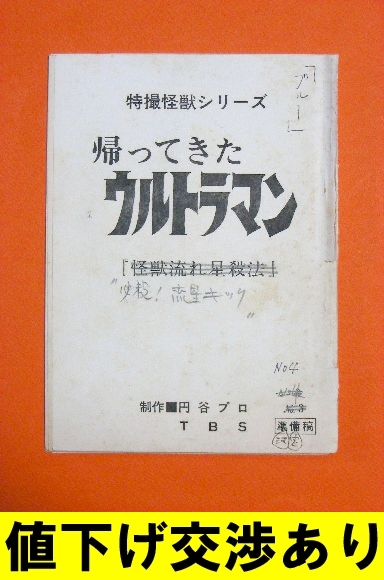 「ブルー」
特撮怪獣シリーズ
帰ってきた
ウルトラマン
「怪獣流れ星殺法」
"必殺！流星キック"
No4
制作■円谷プロ
TBS
準備稿
値下げ交渉あり